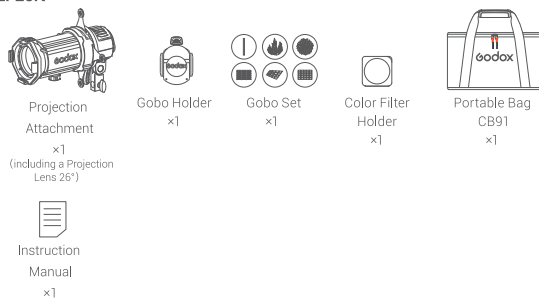 Godox
Godox
Godox
Projection
Attachment
×1
(including a Projection
Lens 26°)
Gobo Holder
×1
Gobo Set
×1
Color Filter
Holder
×1
Portable Bag
CB91
×1
Instruction
Manual
×1